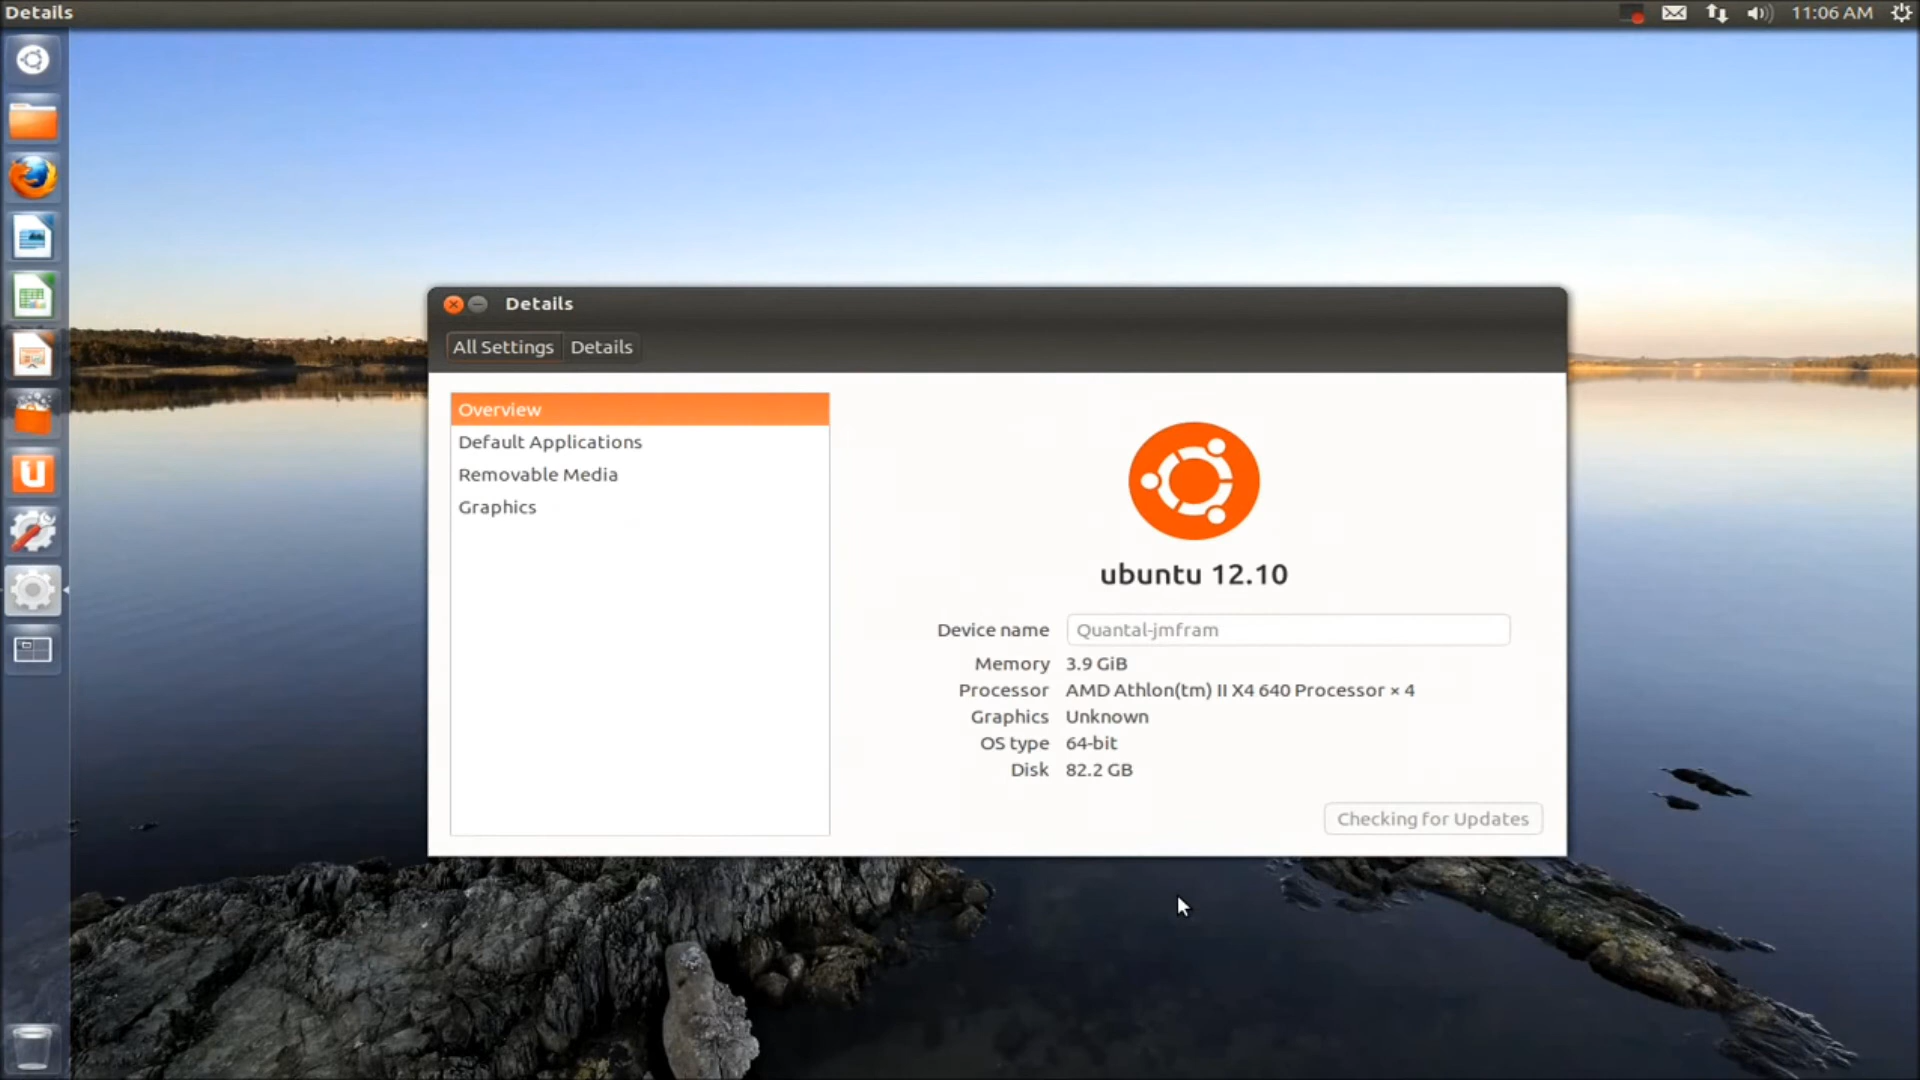 Details
11:06 AM
Details
All Settings
Details
Overview
Default Applications
Removable Media
Graphics
ubuntu 12.10
Device name Quantal-jmfram
Memory 3.9 GiB
Processor AMD Athlon(tm) II X4 640 Processor × 4
Graphics Unknown
OS type 64-bit
Disk 82.2 GB
Checking for Updates